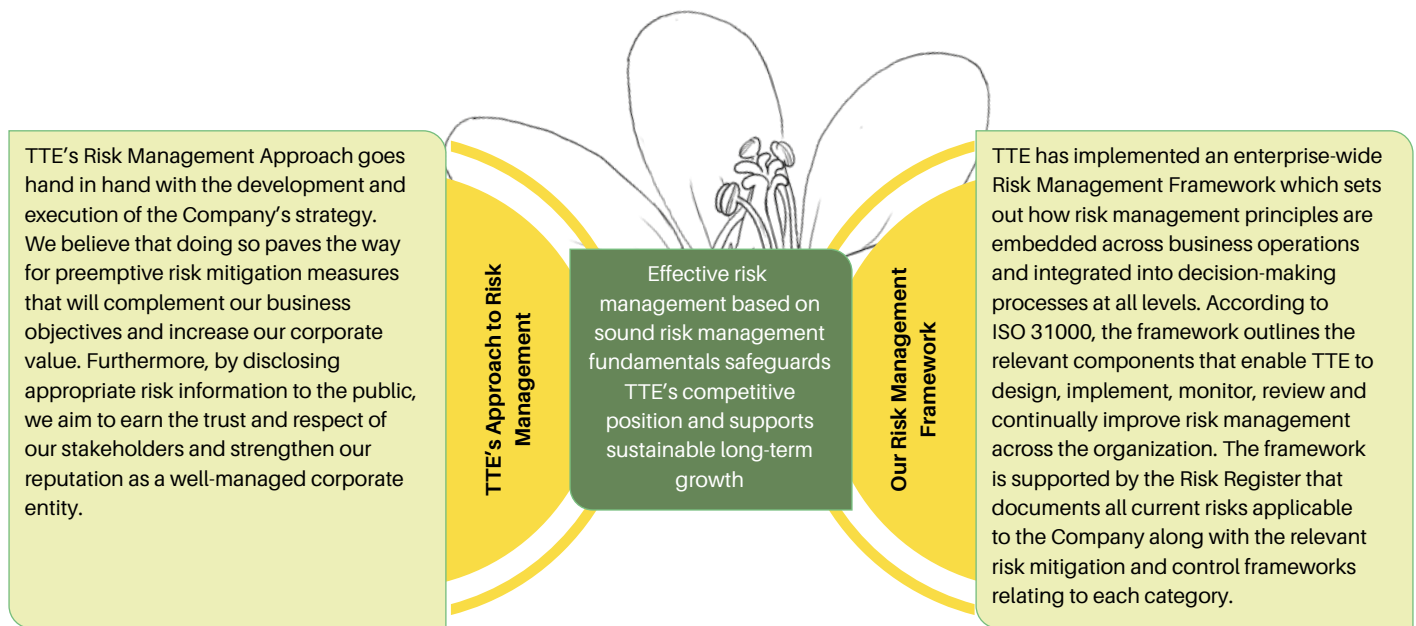 TTE's Risk Management Approach goes
hand in hand with the development and
execution of the Company's strategy.
We believe that doing so paves the way
for preemptive risk mitigation measures
that will complement our business
objectives and increase our corporate
value. Furthermore, by disclosing
appropriate risk information to the public,
we aim to earn the trust and respect of
our stakeholders and strengthen our
reputation as a well-managed corporate
entity.
TTE's Approach to Risk
Management
Effective risk
management based on
sound risk management
fundamentals safeguards
TTE's competitive
position and supports
sustainable long-term
growth
Our Risk Management
Framework
TTE has implemented an enterprise-wide
Risk Management Framework which sets
out how risk management principles are
embedded across business operations
and integrated into decision-making
processes at all levels. According to
ISO 31000, the framework outlines the
relevant components that enable TTE to
design, implement, monitor, review and
continually improve risk management
across the organization. The framework
is supported by the Risk Register that
documents all current risks applicable
to the Company along with the relevant
risk mitigation and control frameworks
relating to each category.